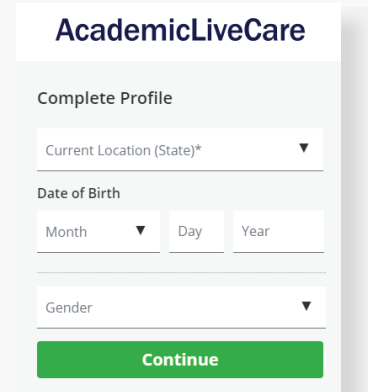 AcademicLiveCare
Complete Profile
Current Location (State)*
Date of Birth
Month Day Year
Gender
Continue